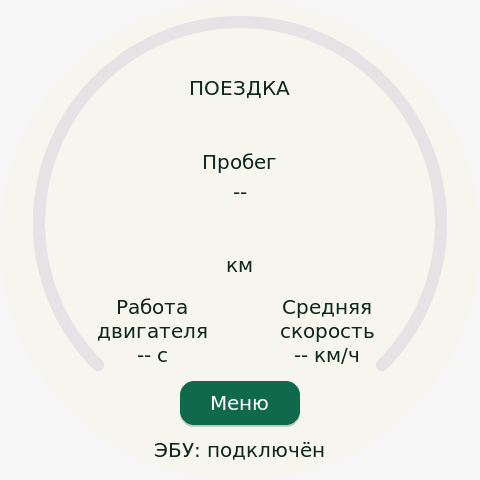 ПОЕЗДКА
Пробег
--
км
Работа
двигателя
-- с
Средняя
скорость
-- км/ч
Меню
ЭБУ: подключён